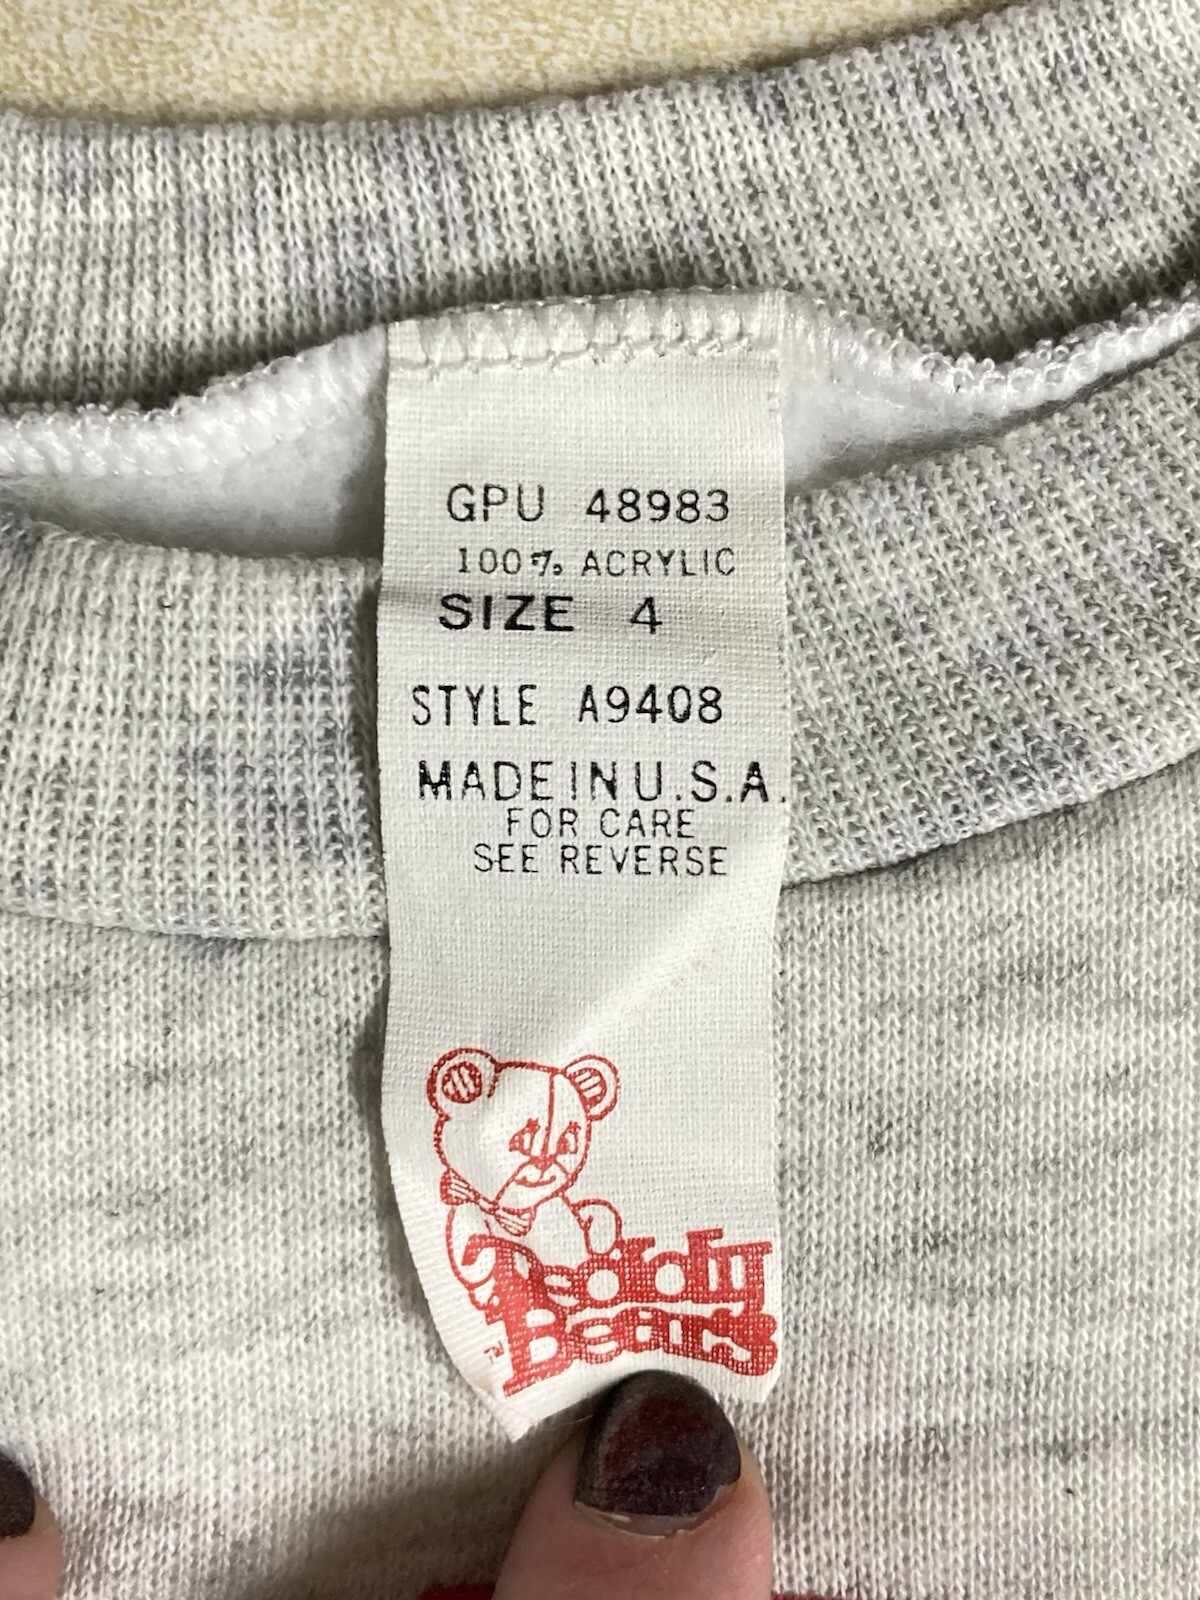 GPU 48983
100% ACRYLIC
SIZE 4
STYLE A9408
MADE IN U.S.A.
FOR CARE
SEE REVERSE
Teddy
Bears